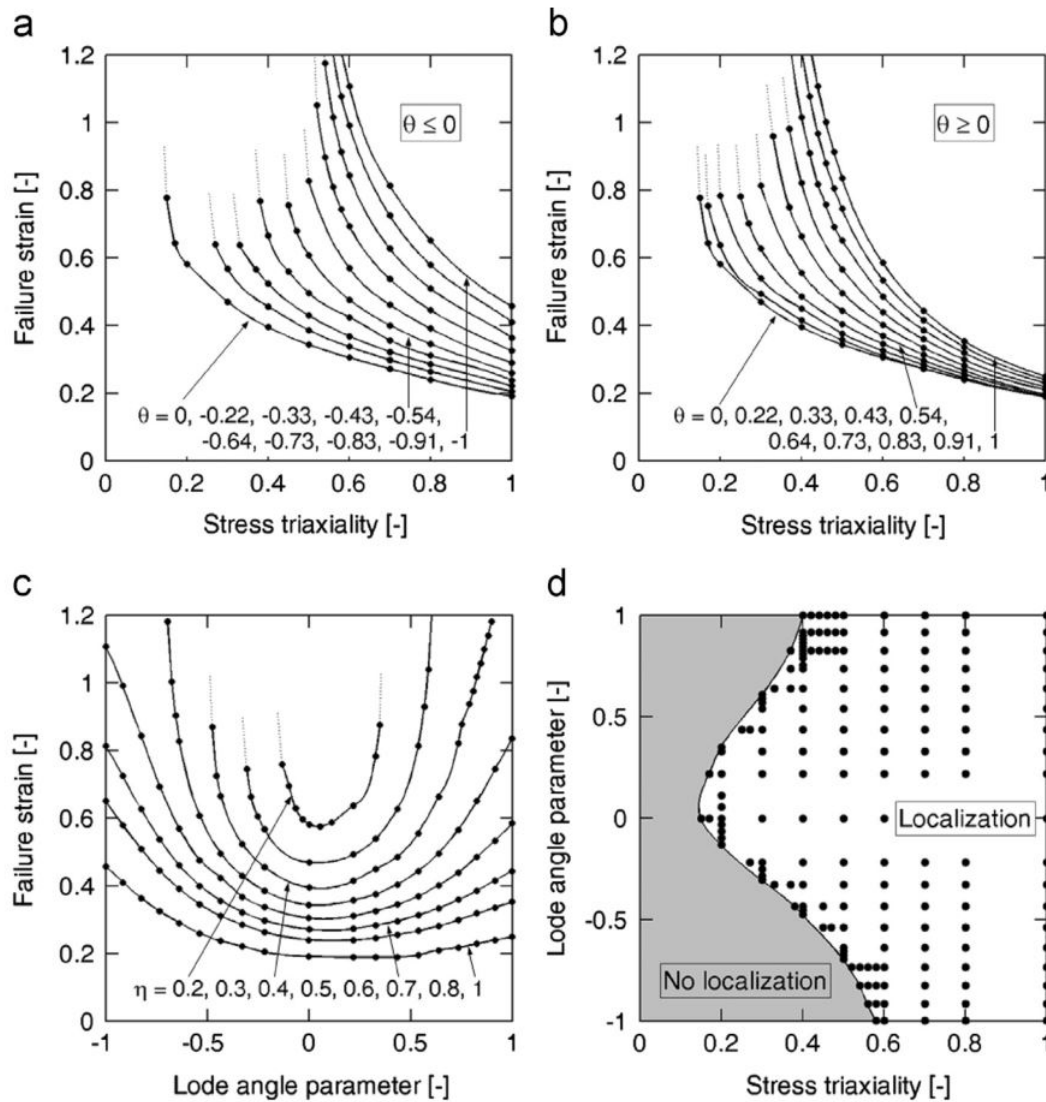 a
1.2
1
0.8
0.6
0.4
0.2
0
Failure strain [-]
θ ≤ 0
θ = 0, -0.22, -0.33, -0.43, -0.54,
-0.64, -0.73, -0.83, -0.91, -1
0 0.2 0.4 0.6 0.8 1
Stress triaxiality [-]
b
1.2
1
0.8
0.6
0.4
0.2
0
Failure strain [-]
θ ≥ 0
θ = 0, 0.22, 0.33, 0.43, 0.54,
0.64, 0.73, 0.83, 0.91, 1
0 0.2 0.4 0.6 0.8 1
Stress triaxiality [-]
c
1.2
1
0.8
0.6
0.4
0.2
0
Failure strain [-]
η = 0.2, 0.3, 0.4, 0.5, 0.6, 0.7, 0.8, 1
-1 -0.5 0 0.5 1
Lode angle parameter [-]
d
1
0.5
0
-0.5
-1
Lode angle parameter [-]
Localization
No localization
0 0.2 0.4 0.6 0.8 1
Stress triaxiality [-]